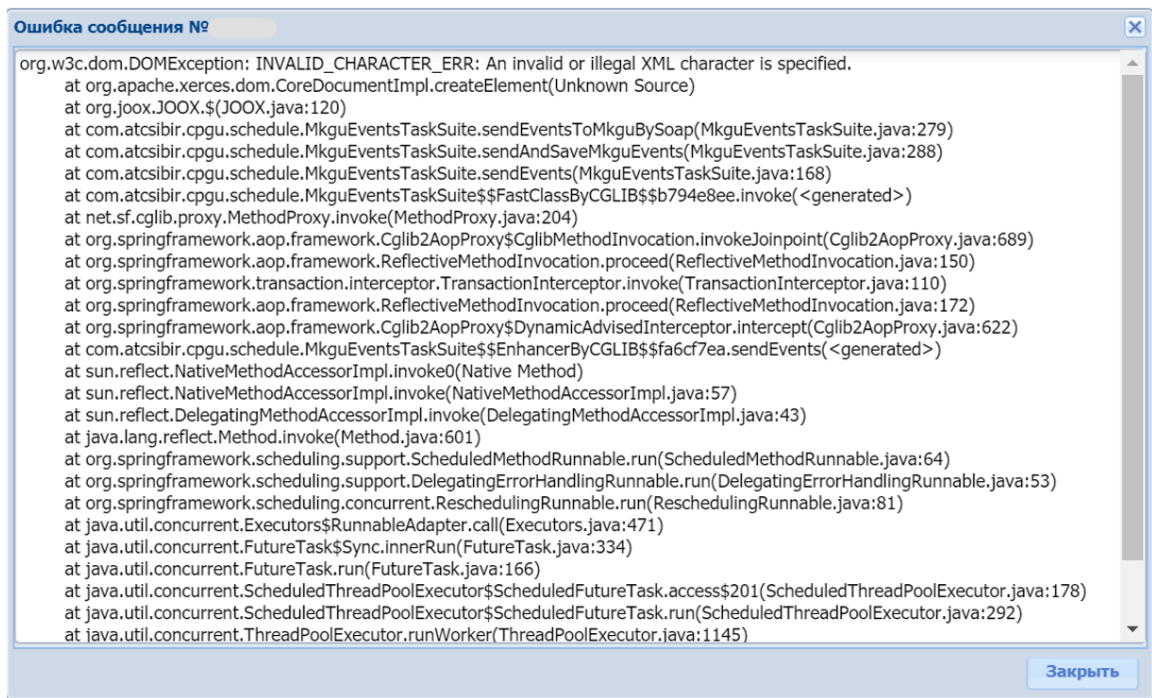 Ошибка сообщения №
org.w3c.dom.DOMException: INVALID_CHARACTER_ERR: An invalid or illegal XML character is specified.
at org.apache.xerces.dom.CoreDocumentImpl.createElement(Unknown Source)
at org.joox.JOOX.$(JOOX.java:120)
at com.atcsibir.cpgu.schedule.MkguEventsTaskSuite.sendEventsToMkguBySoap(MkguEventsTaskSuite.java:279)
at com.atcsibir.cpgu.schedule.MkguEventsTaskSuite.sendAndSaveMkguEvents(MkguEventsTaskSuite.java:288)
at com.atcsibir.cpgu.schedule.MkguEventsTaskSuite.sendEvents(MkguEventsTaskSuite.java:168)
at com.atcsibir.cpgu.schedule.MkguEventsTaskSuite$$FastClassByCGLIB$$b794e8ee.invoke(<generated>)
at net.sf.cglib.proxy.MethodProxy.invoke(MethodProxy.java:204)
at org.springframework.aop.framework.Cglib2AopProxy$CglibMethodInvocation.invokeJoinpoint(Cglib2AopProxy.java:689)
at org.springframework.aop.framework.ReflectiveMethodInvocation.proceed(ReflectiveMethodInvocation.java:150)
at org.springframework.transaction.interceptor.TransactionInterceptor.invoke(TransactionInterceptor.java:110)
at org.springframework.aop.framework.ReflectiveMethodInvocation.proceed(ReflectiveMethodInvocation.java:172)
at org.springframework.aop.framework.Cglib2AopProxy$DynamicAdvisedInterceptor.intercept(Cglib2AopProxy.java:622)
at com.atcsibir.cpgu.schedule.MkguEventsTaskSuite$$EnhancerByCGLIB$$fa6cf7ea.sendEvents(<generated>)
at sun.reflect.NativeMethodAccessorImpl.invoke0(Native Method)
at sun.reflect.NativeMethodAccessorImpl.invoke(NativeMethodAccessorImpl.java:57)
at sun.reflect.DelegatingMethodAccessorImpl.invoke(DelegatingMethodAccessorImpl.java:43)
at java.lang.reflect.Method.invoke(Method.java:601)
at org.springframework.scheduling.support.ScheduledMethodRunnable.run(ScheduledMethodRunnable.java:64)
at org.springframework.scheduling.support.DelegatingErrorHandlingRunnable.run(DelegatingErrorHandlingRunnable.java:53)
at org.springframework.scheduling.concurrent.ReschedulingRunnable.run(ReschedulingRunnable.java:81)
at java.util.concurrent.Executors$RunnableAdapter.call(Executors.java:471)
at java.util.concurrent.FutureTask$Sync.innerRun(FutureTask.java:334)
at java.util.concurrent.FutureTask.run(FutureTask.java:166)
at java.util.concurrent.ScheduledThreadPoolExecutor$ScheduledFutureTask.access$201(ScheduledThreadPoolExecutor.java:178)
at java.util.concurrent.ScheduledThreadPoolExecutor$ScheduledFutureTask.run(ScheduledThreadPoolExecutor.java:292)
at java.util.concurrent.ThreadPoolExecutor.runWorker(ThreadPoolExecutor.java:1145)
Закрыть